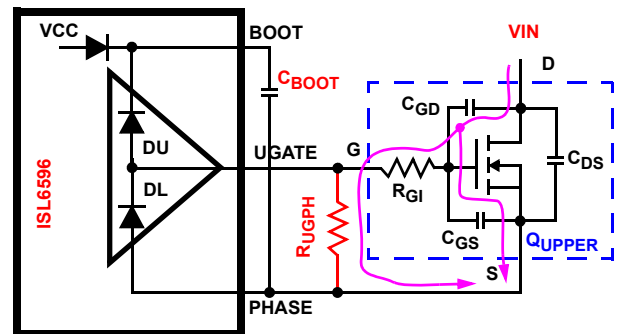 VCC
BOOT
VIN
D
CBOOT
CGD
DU
UGATE
G
CDS
DL
RGI
ISL6596
RUGPH
CGS
QUPPER
S
PHASE